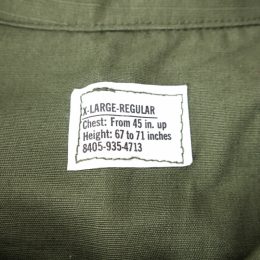 X-LARGE-REGULAR
Chest: From 45 in. up
Height: 67 to 71 inches
8405-935-4713